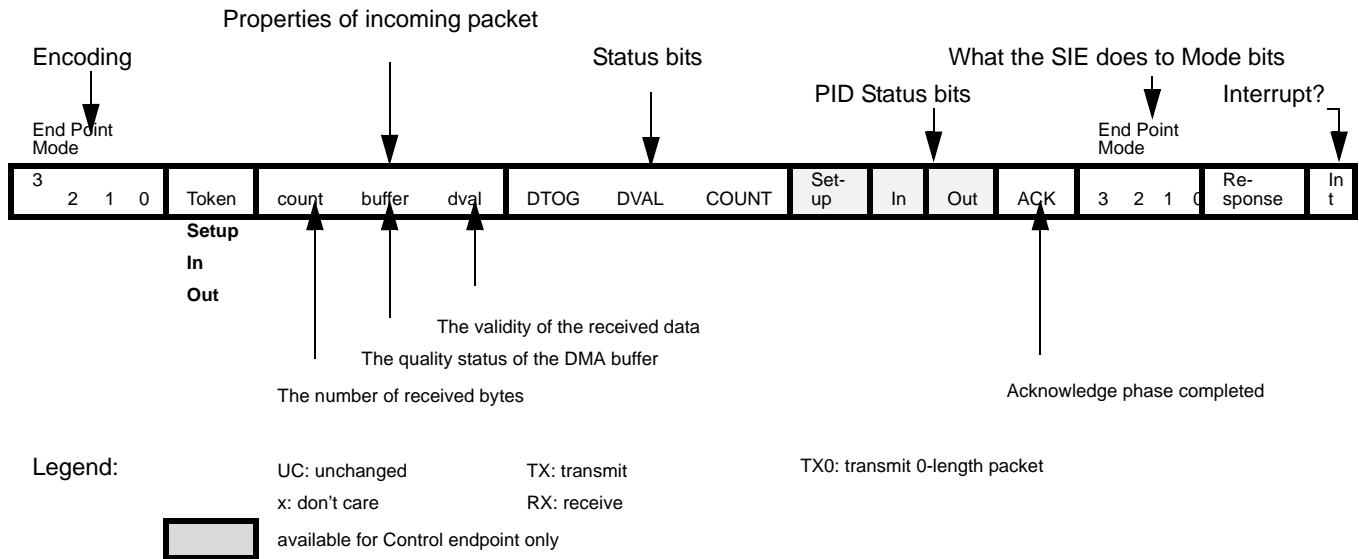 Properties of incoming packet
Encoding
Status bits
What the SIE does to Mode bits
PID Status bits
Interrupt?
End Point
Mode
End Point
Mode
3
2 1 0
Token
count buffer dval
DTOG DVAL COUNT
Set-
up
In
Out
ACK
3 2 1 0
Re-
sponse
In
t
Setup
In
Out
The validity of the received data
The quality status of the DMA buffer
The number of received bytes
Acknowledge phase completed
Legend:
UC: unchanged
TX: transmit
TX0: transmit 0-length packet
x: don't care
RX: receive
available for Control endpoint only